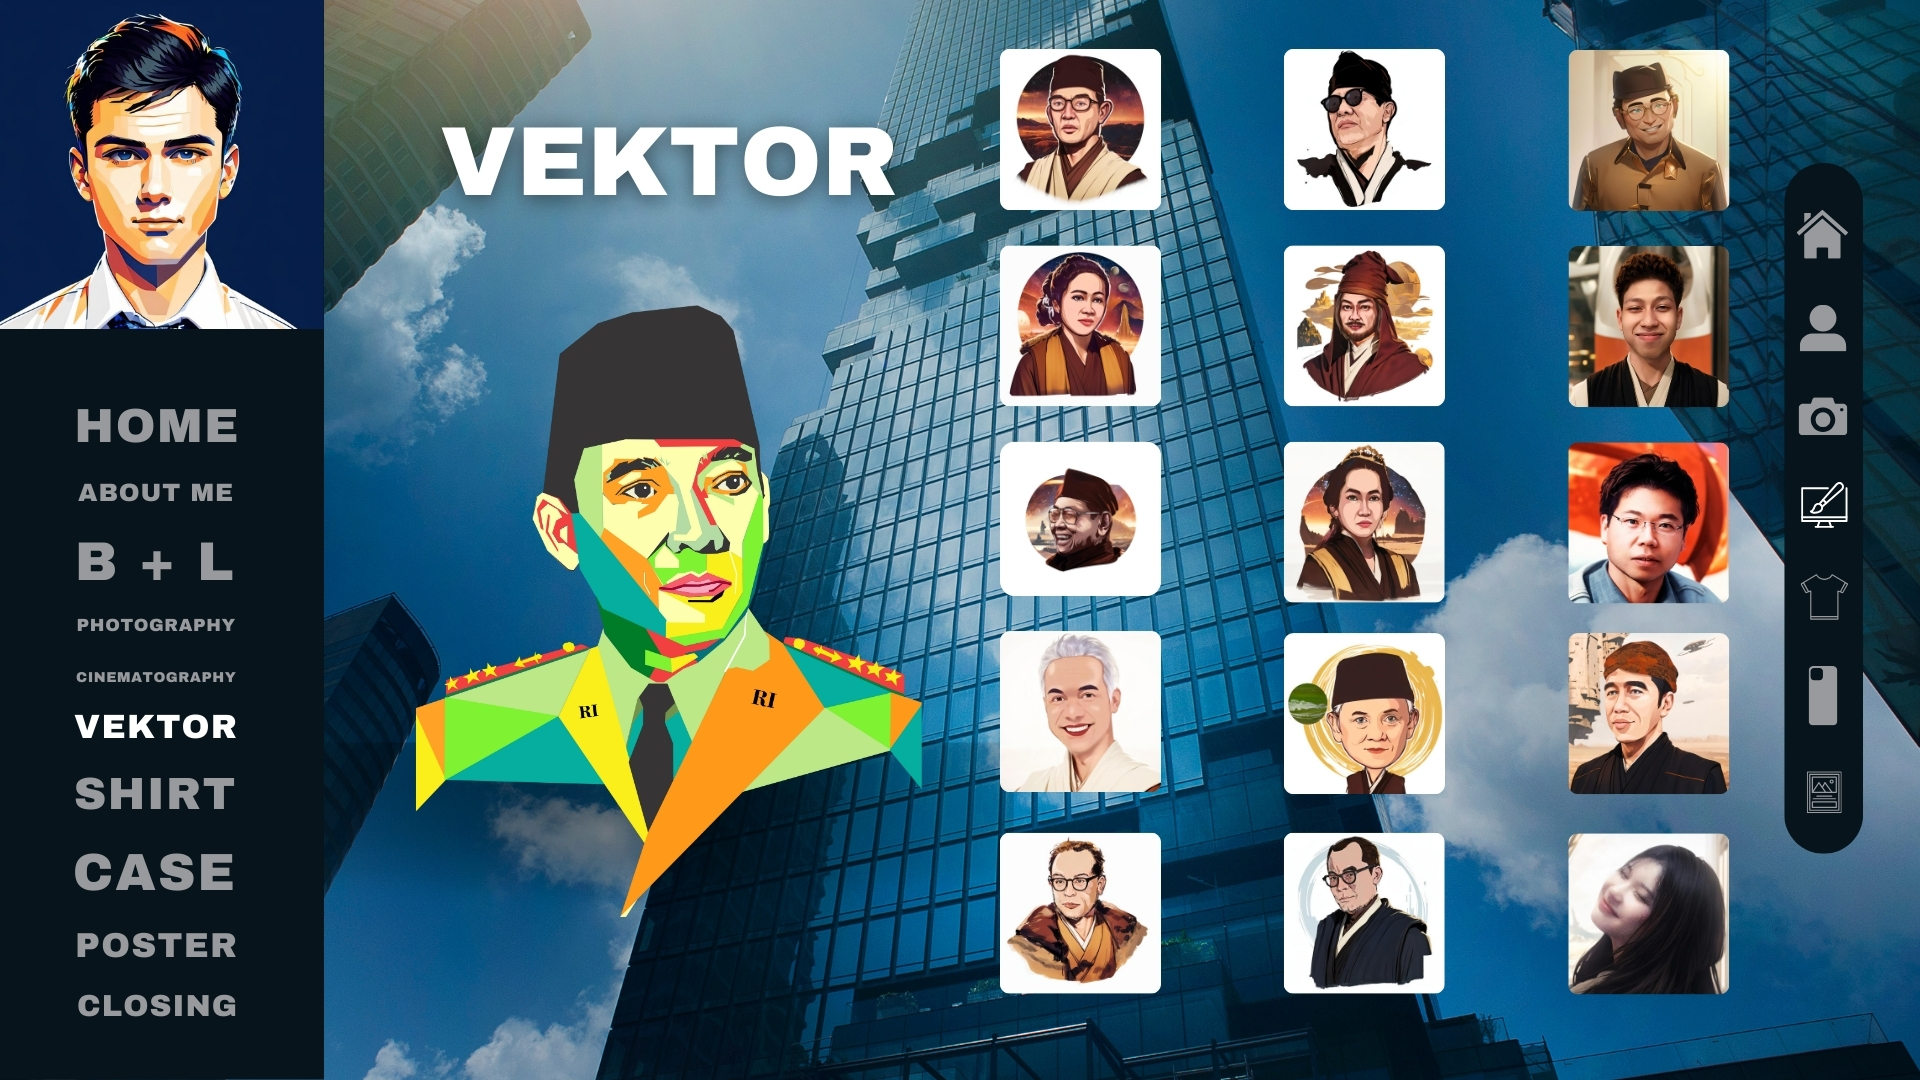 HOME
ABOUT ME
B + L
PHOTOGRAPHY
CINEMATOGRAPHY
VEKTOR
SHIRT
CASE
POSTER
CLOSING
VEKTOR
RI
RI